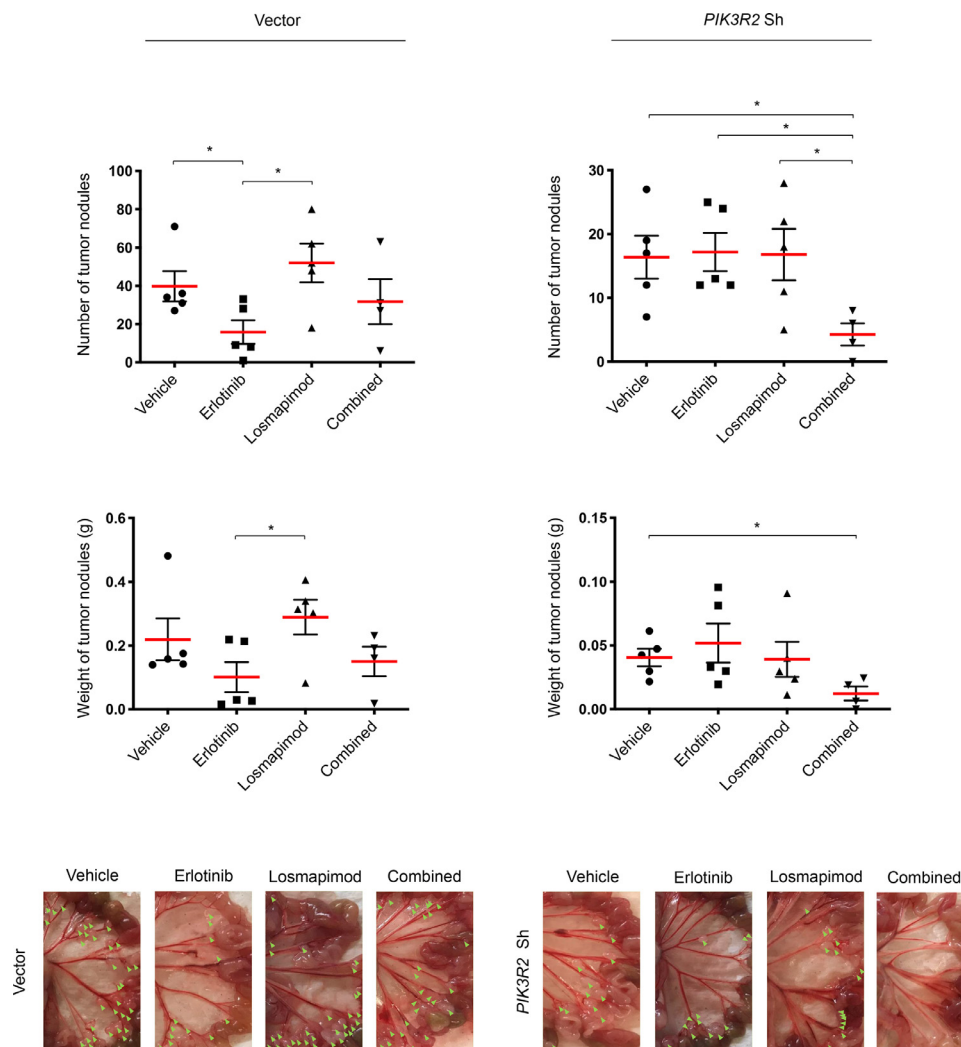 Vector
PIK3R2 Sh
Number of tumor nodules
100
80
60
40
20
0
*
*
Vehicle
Erlotinib
Losmapimod
Combined
Number of tumor nodules
30
20
10
0
*
*
*
Vehicle
Erlotinib
Losmapimod
Combined
Weight of tumor nodules (g)
0.6
0.4
0.2
0.0
*
Vehicle
Erlotinib
Losmapimod
Combined
Weight of tumor nodules (g)
0.15
0.10
0.05
0.00
*
Vehicle
Erlotinib
Losmapimod
Combined
Vehicle Erlotinib Losmapimod Combined
Vector
Vehicle Erlotinib Losmapimod Combined
PIK3R2 Sh